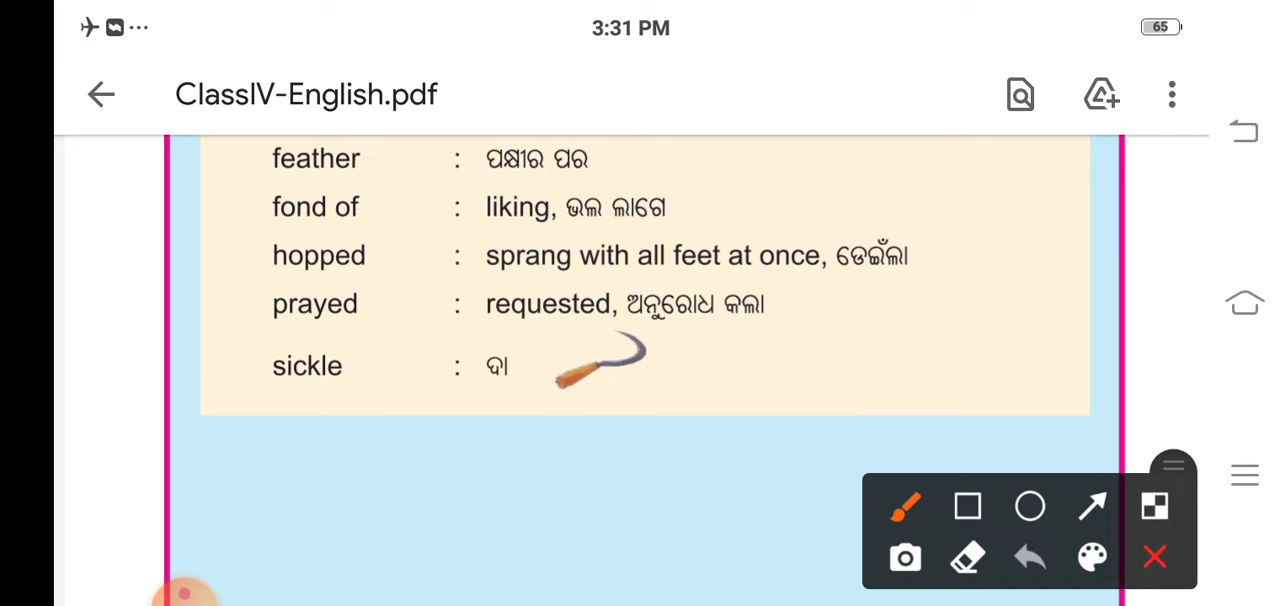 3:31 PM
65
ClassIV-English.pdf
feather : ପକ୍ଷୀର ପର
fond of : liking, ଭଲ ଲାଗେ
hopped : sprang with all feet at once, ଡେଇଁଲା
prayed : requested, ଅନୁରୋଧ କଲା
sickle : ଦା